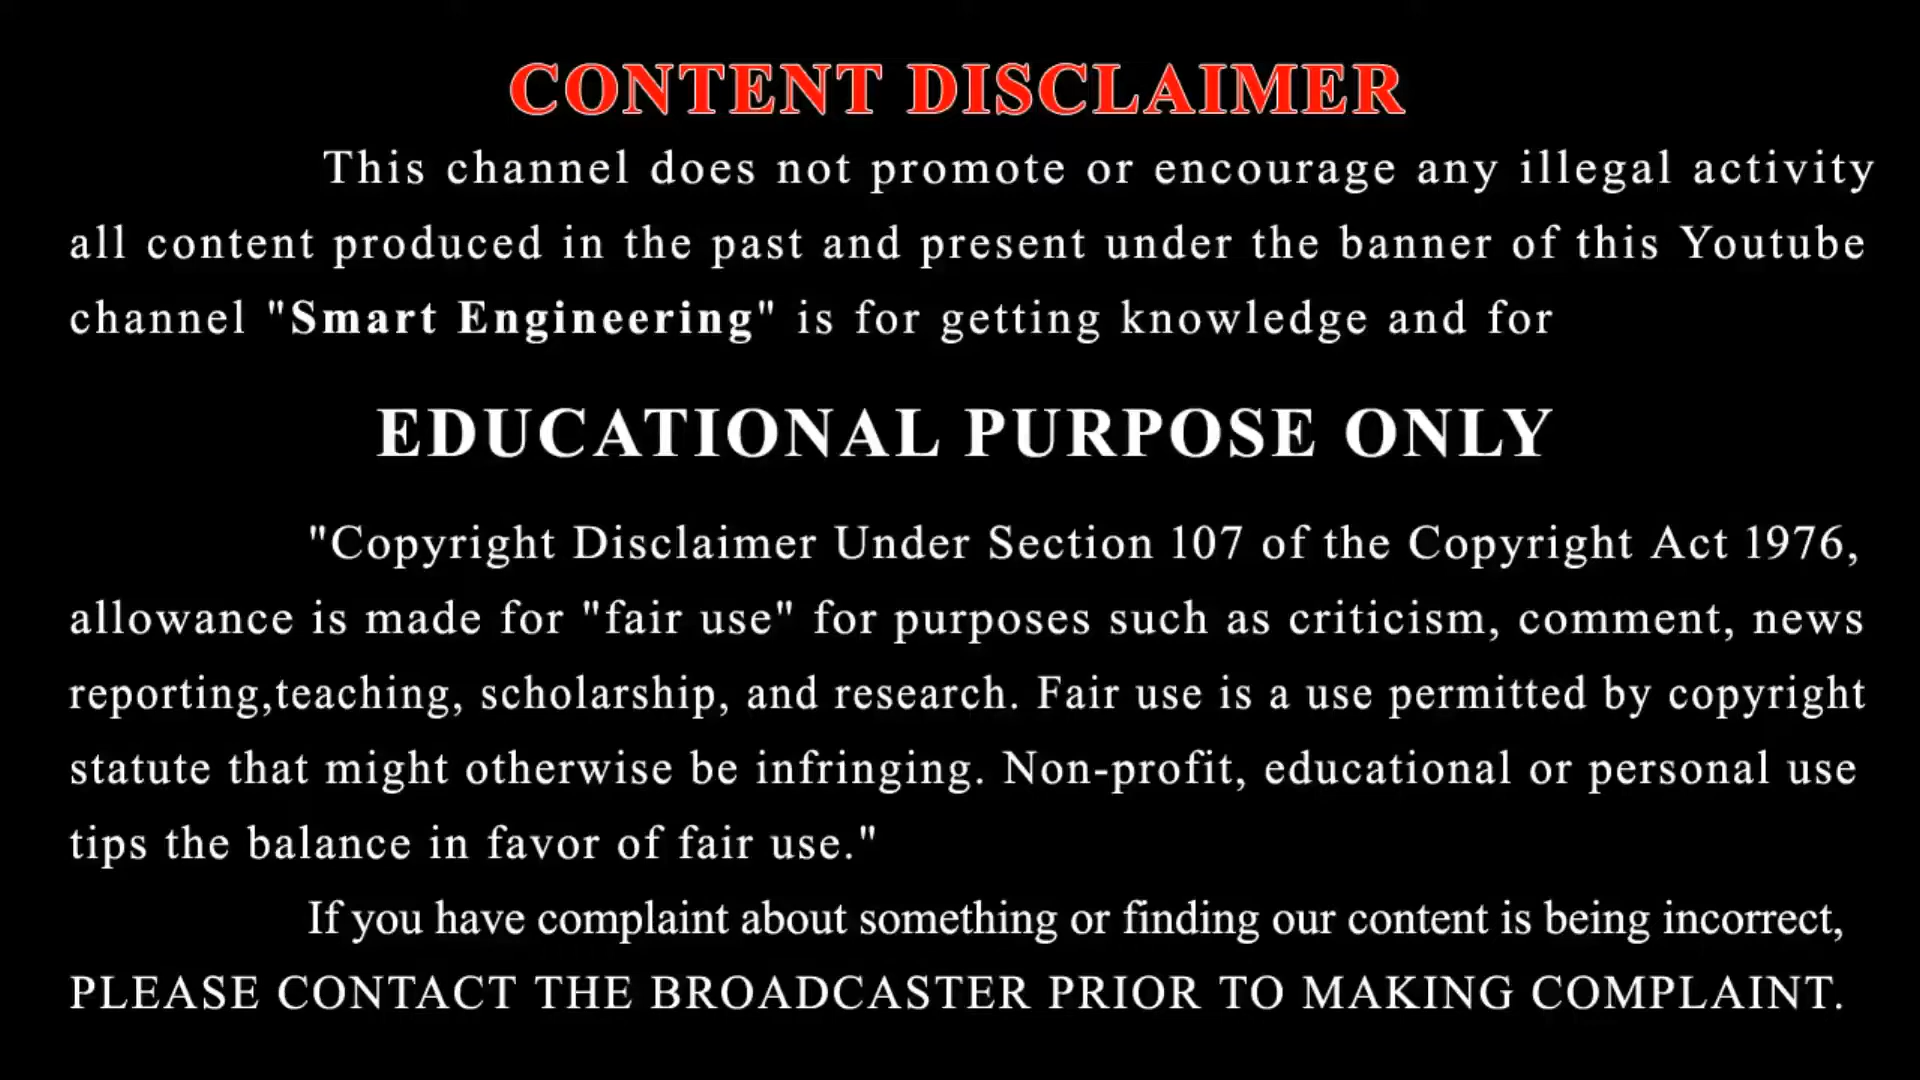 CONTENT DISCLAIMER
This channel does not promote or encourage any illegal activity
all content produced in the past and present under the banner of this Youtube
channel "Smart Engineering" is for getting knowledge and for
EDUCATIONAL PURPOSE ONLY
"Copyright Disclaimer Under Section 107 of the Copyright Act 1976,
allowance is made for "fair use" for purposes such as criticism, comment, news
reporting,teaching, scholarship, and research. Fair use is a use permitted by copyright
statute that might otherwise be infringing. Non-profit, educational or personal use
tips the balance in favor of fair use."
If you have complaint about something or finding our content is being incorrect,
PLEASE CONTACT THE BROADCASTER PRIOR TO MAKING COMPLAINT.